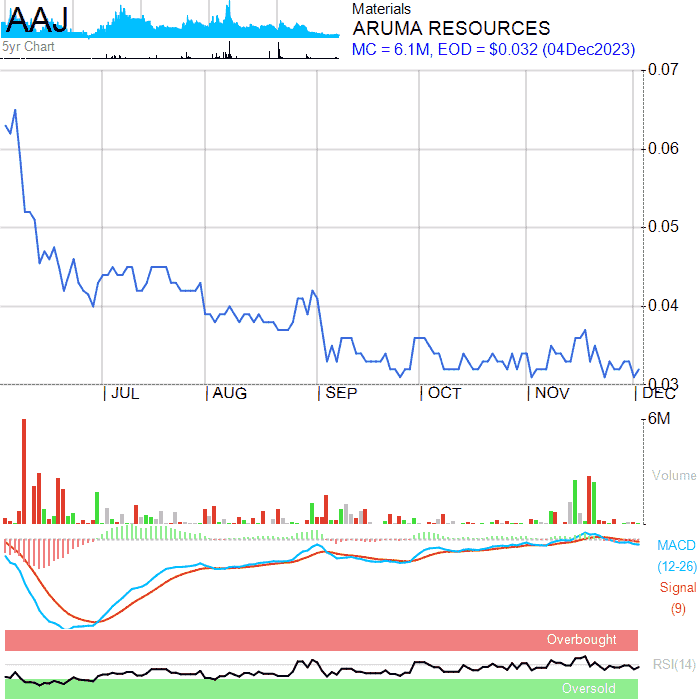 AAJ
5yr Chart
Materials
ARUMA RESOURCES
MC = 6.1M, EOD = $0.032 (04Dec2023)
0.07
0.06
0.05
0.04
0.03
JUL AUG SEP OCT NOV DEC
6M
Volume
MACD
(12-26)
Signal
(9)
Overbought
RSI(14)
Oversold